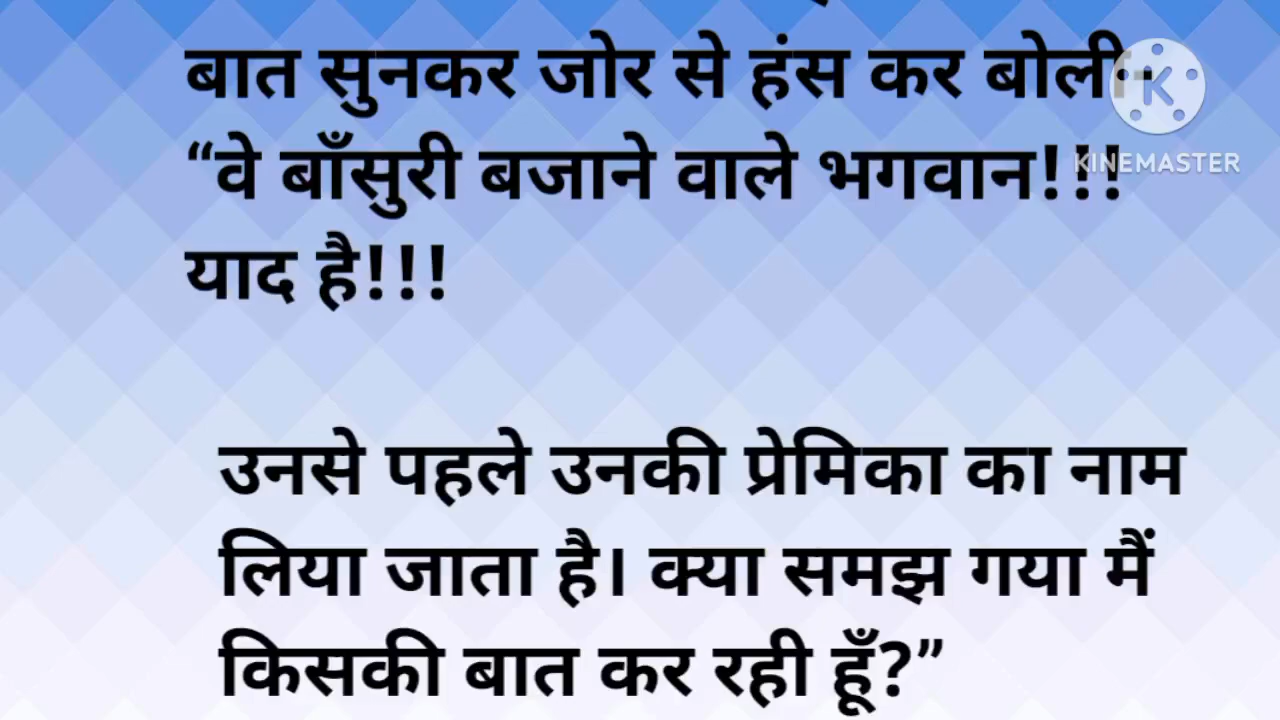 बात सुनकर जोर से हंस कर बोली-
“वे बाँसुरी बजाने वाले भगवान!!!
KINEMASTER
याद है!!!
उनसे पहले उनकी प्रेमिका का नाम
लिया जाता है। क्या समझ गया मैं
किसकी बात कर रही हूँ?”